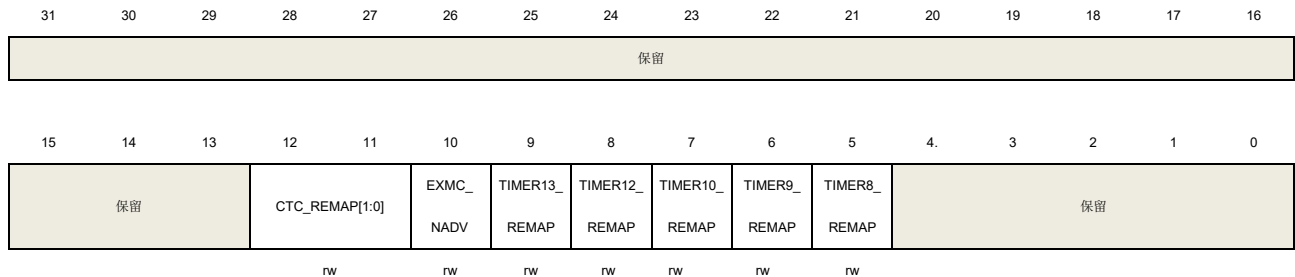 31 30 29 28 27 26 25 24 23 22 21 20 19 18 17 16
保留
15 14 13 12 11 10 9 8 7 6 5 4. 3 2 1 0
保留 CTC_REMAP[1:0] EXMC_ TIMER13_ TIMER12_ TIMER10_ TIMER9_ TIMER8_ 保留
NADV REMAP REMAP REMAP REMAP REMAP
rw rw rw rw rw rw rw